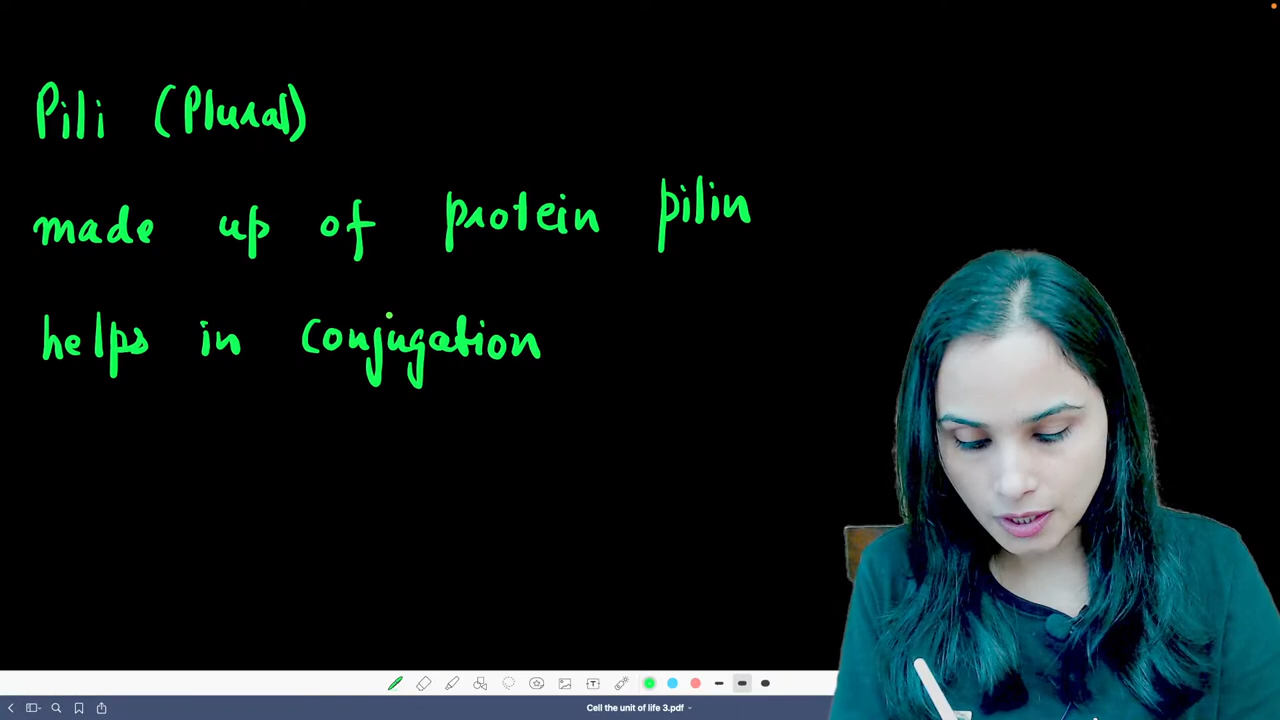 Pili (Plural)
made up of protein pilin
helps in conjugation
Cell the unit of life 3.pdf